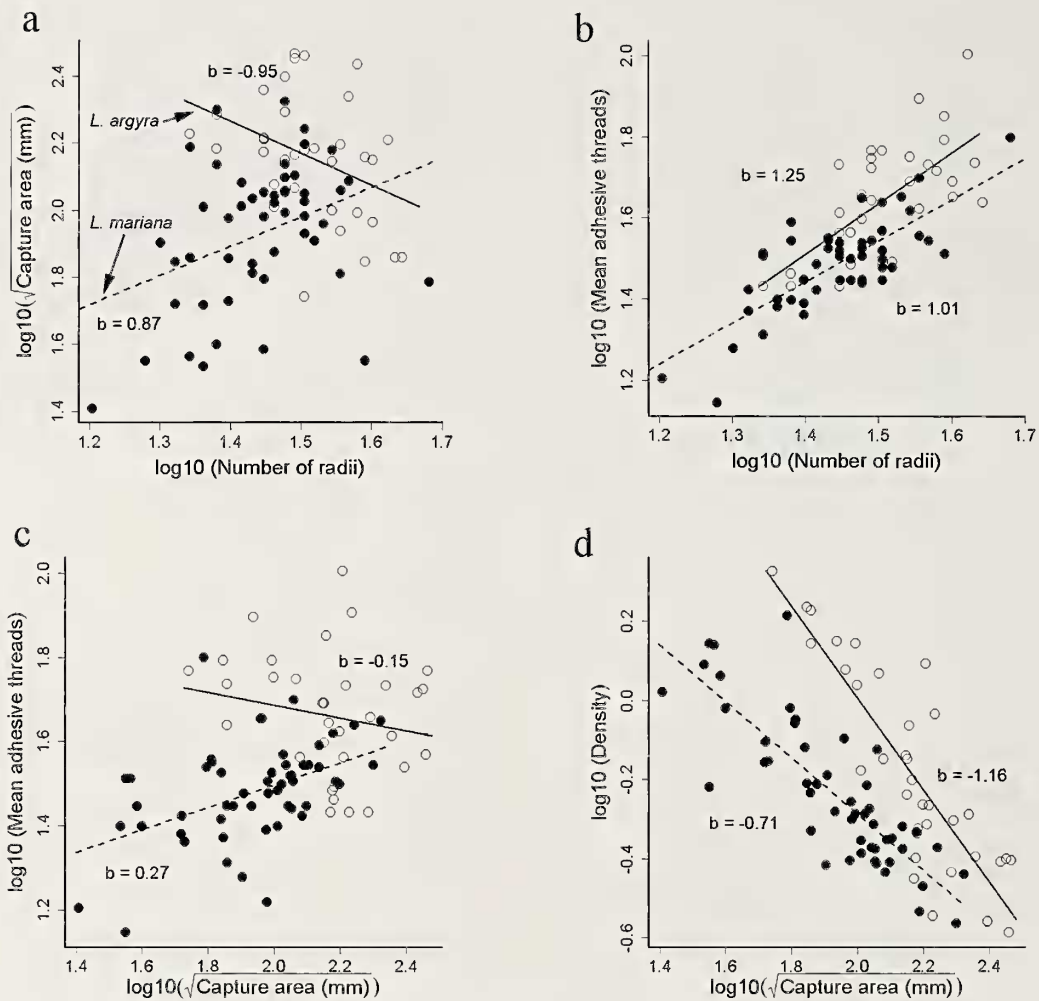 a
log10(√Capture area (mm))
2.4
2.2
2.0
1.8
1.6
1.4
b = -0.95
L. argyra
L. mariana
b = 0.87
1.2 1.3 1.4 1.5 1.6 1.7
log10 (Number of radii)
b
log10 (Mean adhesive threads)
2.0
1.8
1.6
1.4
1.2
b = 1.25
b = 1.01
1.2 1.3 1.4 1.5 1.6 1.7
log10 (Number of radii)
c
log10 (Mean adhesive threads)
2.0
1.8
1.6
1.4
1.2
b = -0.15
b = 0.27
1.4 1.6 1.8 2.0 2.2 2.4
log10(√Capture area (mm))
d
log10 (Density)
0.2
0.0
-0.2
-0.4
-0.6
b = -1.16
b = -0.71
1.4 1.6 1.8 2.0 2.2 2.4
log10(√Capture area (mm))